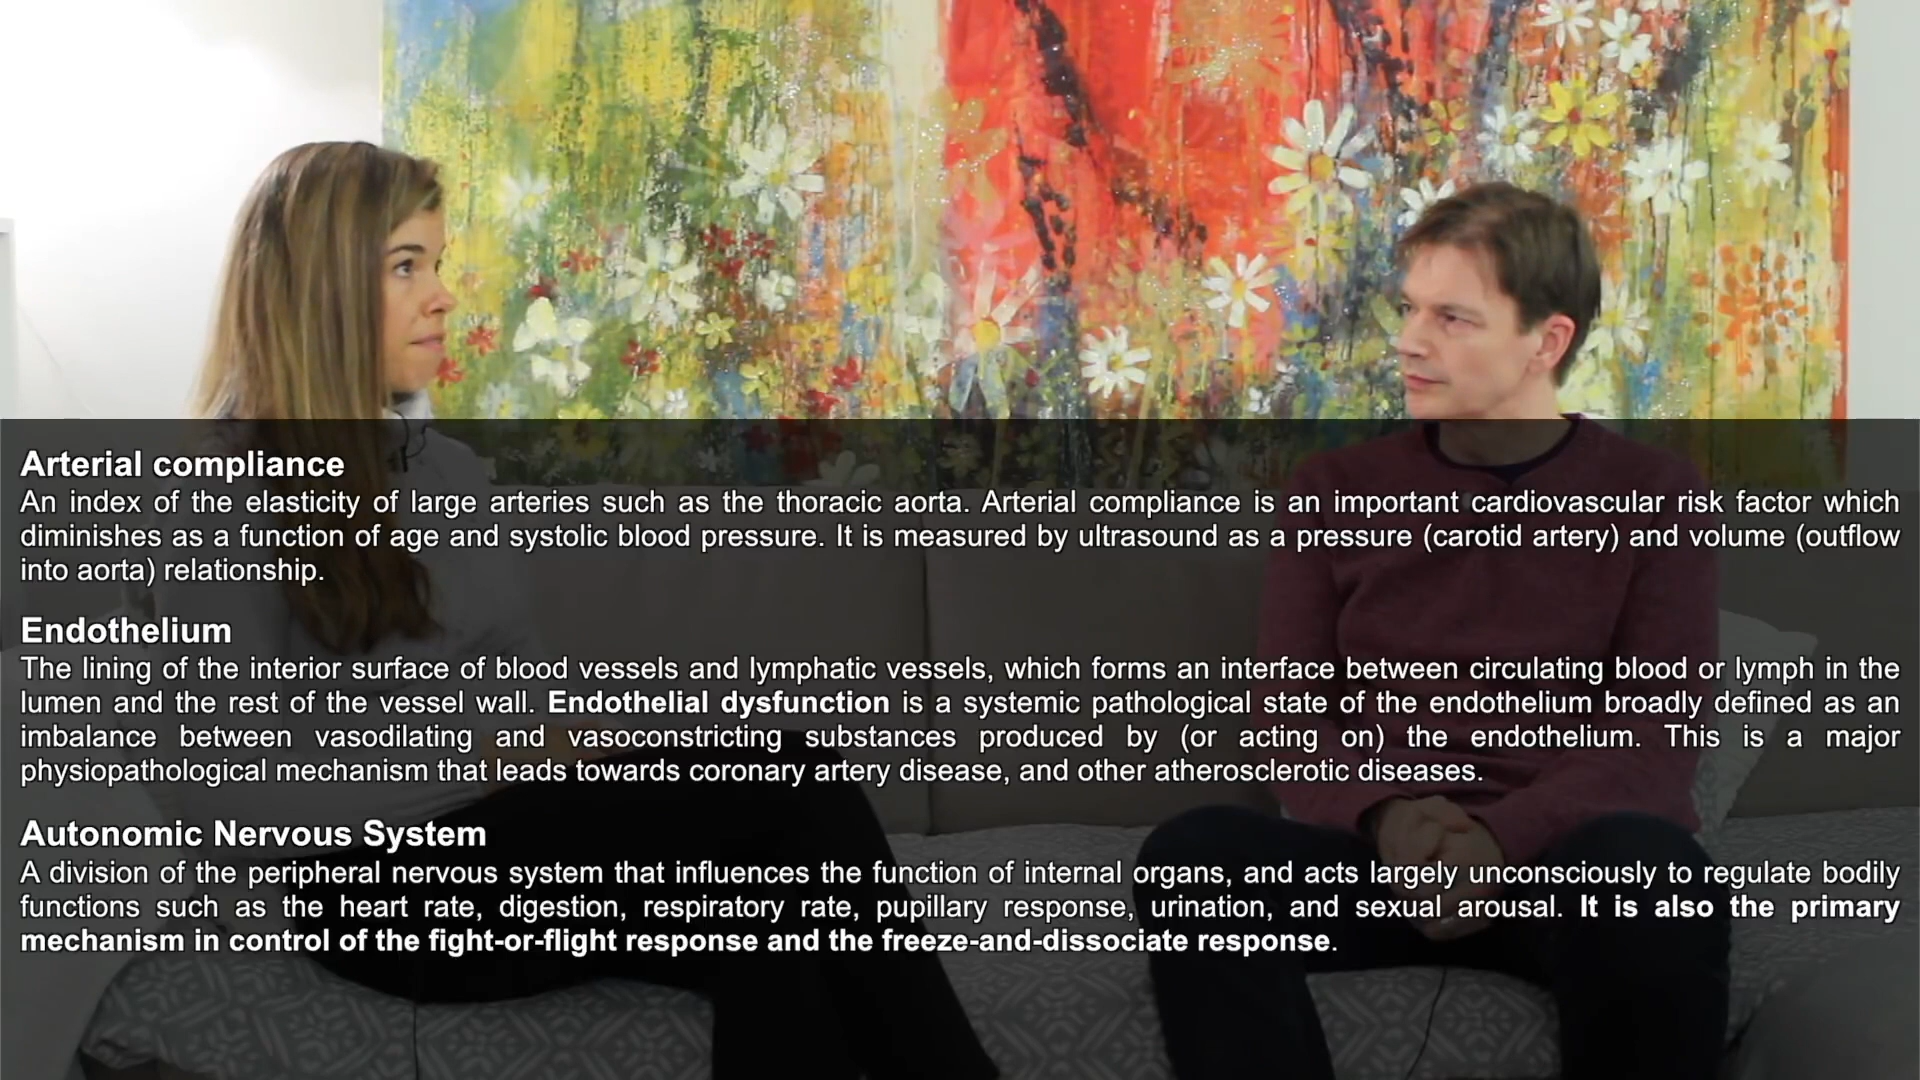 Arterial compliance
An index of the elasticity of large arteries such as the thoracic aorta. Arterial compliance is an important cardiovascular risk factor which
diminishes as a function of age and systolic blood pressure. It is measured by ultrasound as a pressure (carotid artery) and volume (outflow
into aorta) relationship.
Endothelium
The lining of the interior surface of blood vessels and lymphatic vessels, which forms an interface between circulating blood or lymph in the
lumen and the rest of the vessel wall. Endothelial dysfunction is a systemic pathological state of the endothelium broadly defined as an
imbalance between vasodilating and vasoconstricting substances produced by (or acting on) the endothelium. This is a major
physiopathological mechanism that leads towards coronary artery disease, and other atherosclerotic diseases.
Autonomic Nervous System
A division of the peripheral nervous system that influences the function of internal organs, and acts largely unconsciously to regulate bodily
functions such as the heart rate, digestion, respiratory rate, pupillary response, urination, and sexual arousal. It is also the primary
mechanism in control of the fight-or-flight response and the freeze-and-dissociate response.